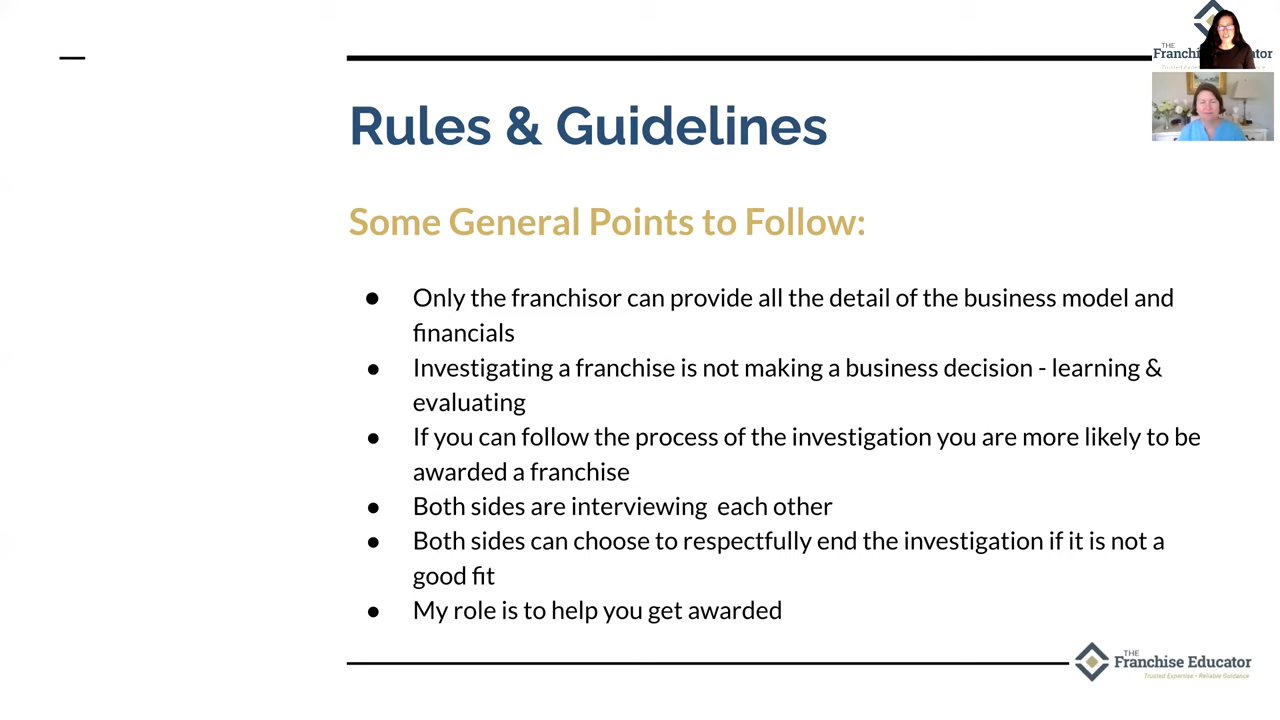 THE
Franchi ator
Rules & Guidelines
Some General Points to Follow:
● Only the franchisor can provide all the detail of the business model and
financials
● Investigating a franchise is not making a business decision - learning &
evaluating
● If you can follow the process of the investigation you are more likely to be
awarded a franchise
● Both sides are interviewing each other
● Both sides can choose to respectfully end the investigation if it is not a
good fit
● My role is to help you get awarded
THE
Franchise Educator
Trusted Expertise • Reliable Guidance